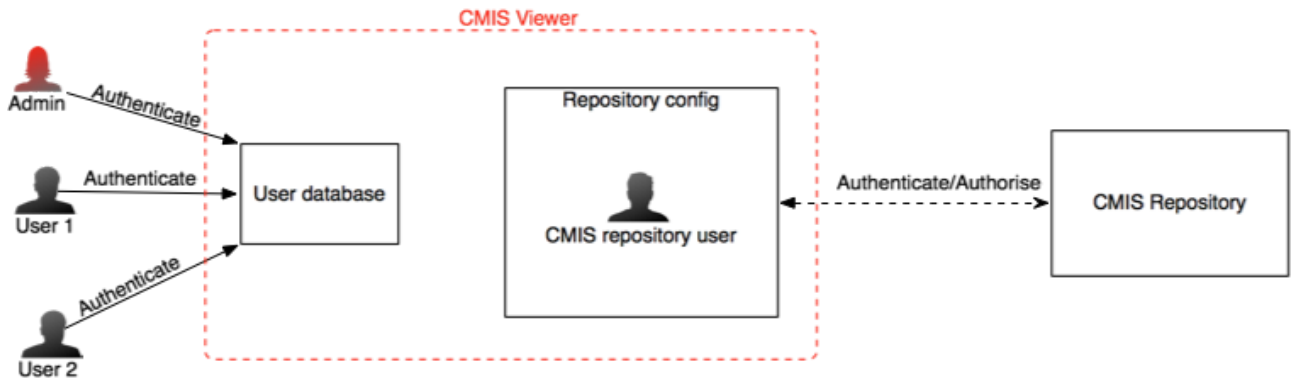 CMIS Viewer
Admin
Authenticate
User 1
Authenticate
User 2
Authenticate
User database
Repository config
CMIS repository user
Authenticate/Authorise
CMIS Repository